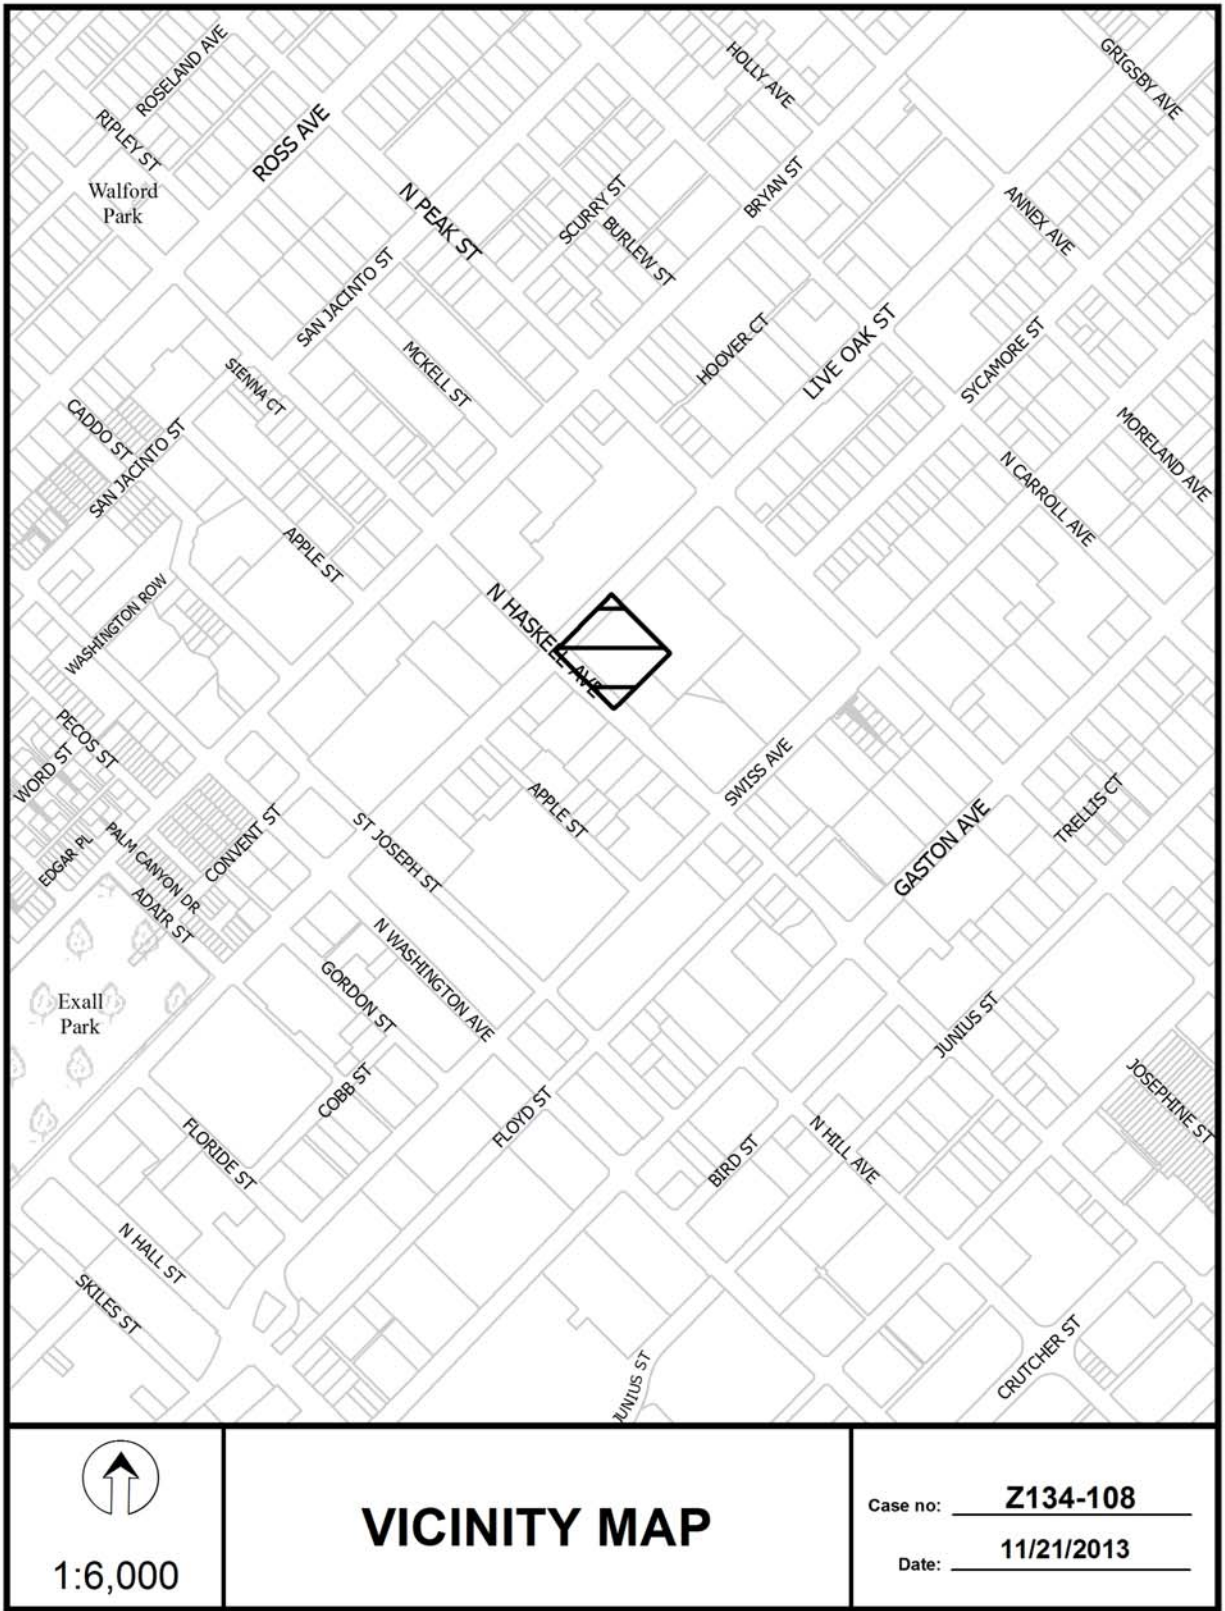 ROSELAND AVE
HOLLY AVE
GRIGSBY AVE
RIPLEY ST
ROSS AVE
Walford
Park
N PEAK ST
SCURRY ST
BURLEW ST
BRYAN ST
ANNEX AVE
SAN JACINTO ST
MCKELL ST
HOOVER CT
LIVE OAK ST
SYCAMORE ST
SIENNA CT
CADDO ST
SAN JACINTO ST
MORELAND AVE
N CARROLL AVE
APPLE ST
WASHINGTON ROW
N HASKELL AVE
PECOS ST
WORD ST
SWISS AVE
APPLE ST
TRELLIS CT
EDGAR PL
PALM CANYON DR
CONVENT ST
ST JOSEPH ST
GASTON AVE
ADAIR ST
N WASHINGTON AVE
GORDON ST
Exall
Park
JUNIUS ST
COBB ST
FLOYD ST
JOSEPHINE ST
FLORIDE ST
BIRD ST
N HILL AVE
N HALL ST
SKILES ST
JUNIUS ST
CRUTCHER ST
1:6,000
VICINITY MAP
Case no: Z134-108
Date: 11/21/2013